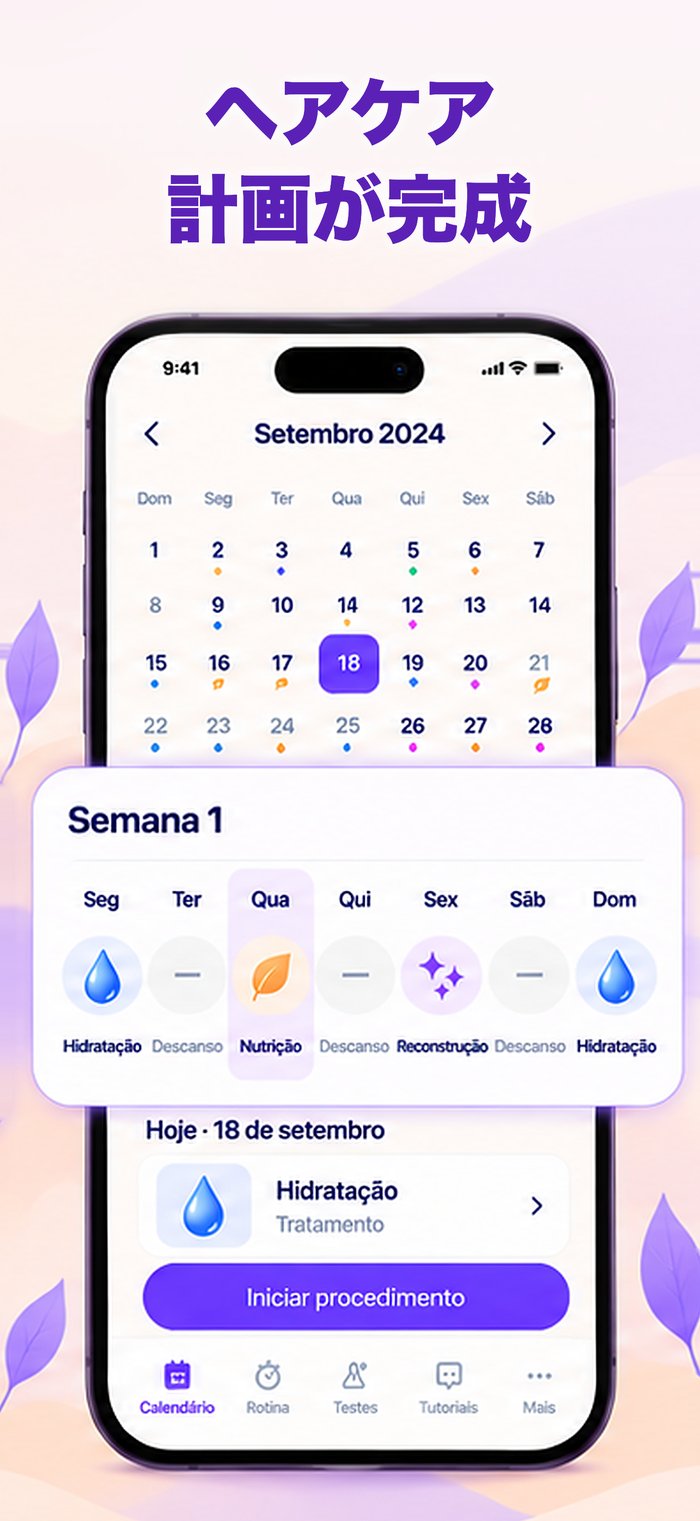 ヘアケア
計画が完成
9:41
Setembro 2024
Dom Seg Ter Qua Qui Sex Sáb
1 2 3 4 5 6 7
8 9 10 14 12 13 14
15 16 17 18 19 20 21
22 23 24 25 26 27 28
Semana 1
Seg Ter Qua Qui Sex Sāb Dom
Hidratação Descanso Nutrição Descanso Reconstrução Descanso Hidratação
Hoje · 18 de setembro
Hidratação
Tratamento
Iniciar procedimento
Calendário Rotina Testes Tutoriais Mais